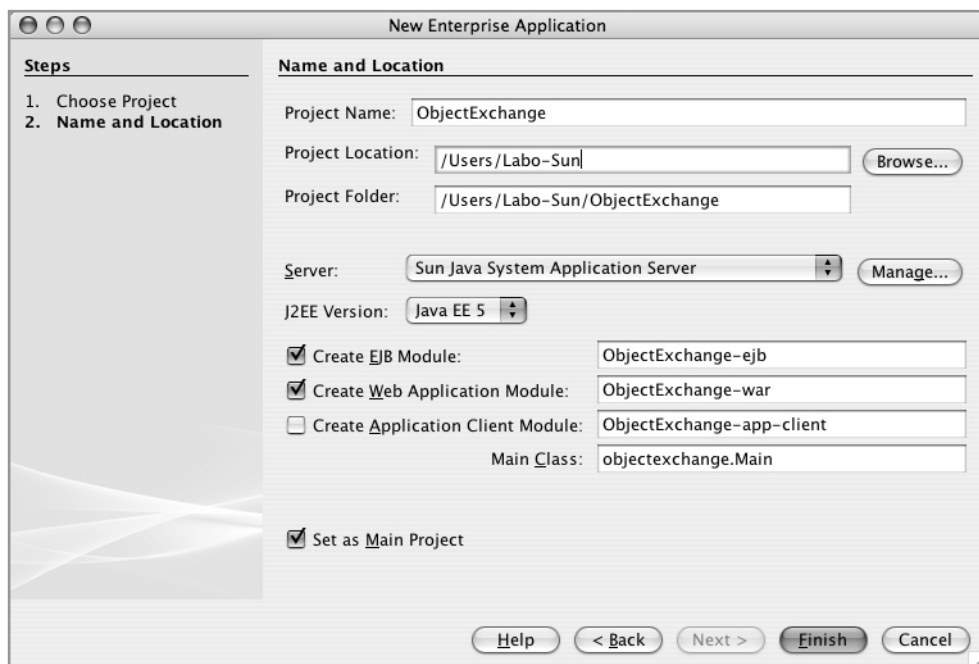 New Enterprise Application
Steps
1. Choose Project
2. Name and Location
Name and Location
Project Name: ObjectExchange
Project Location: /Users/Labo-Sun Browse...
Project Folder: /Users/Labo-Sun/ObjectExchange
Server: Sun Java System Application Server Manage...
J2EE Version: Java EE 5
Create EJB Module: ObjectExchange-ejb
Create Web Application Module: ObjectExchange-war
Create Application Client Module: ObjectExchange-app-client
Main Class: objectexchange.Main
Set as Main Project
Help < Back Next > Finish Cancel